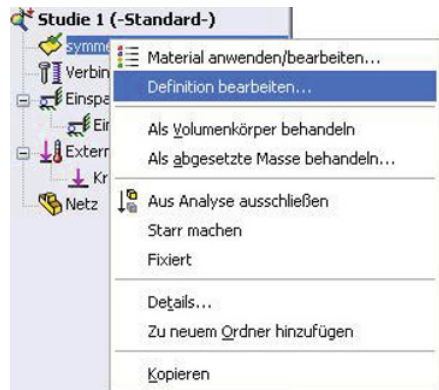 Studie 1 (-Standard-)
symme
Material anwenden/bearbeiten...
Verbin
Definition bearbeiten...
Einspa
Ein
Als Volumenkörper behandeln
Extern
Als abgesetzte Masse behandeln...
Kr
Netz
Aus Analyse ausschließen
Starr machen
Fixiert
Details...
Zu neuem Ordner hinzufügen
Kopieren